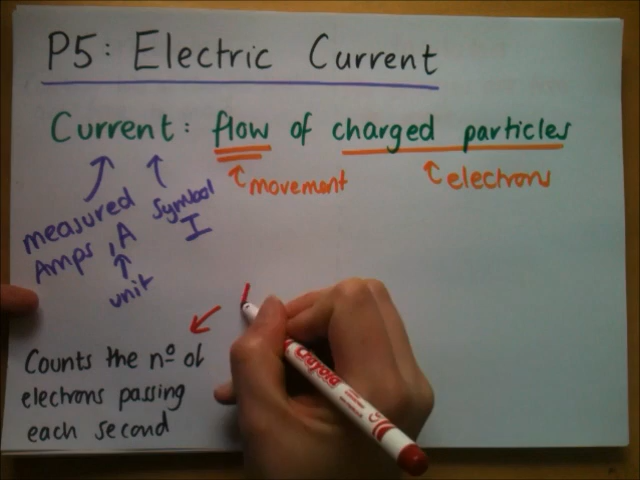 P5: Electric Current
Current: flow of charged particles
movement
electrons
measured
Amps, A
unit
symbol
I
Counts the nº of
electrons passing
each second
Crayola